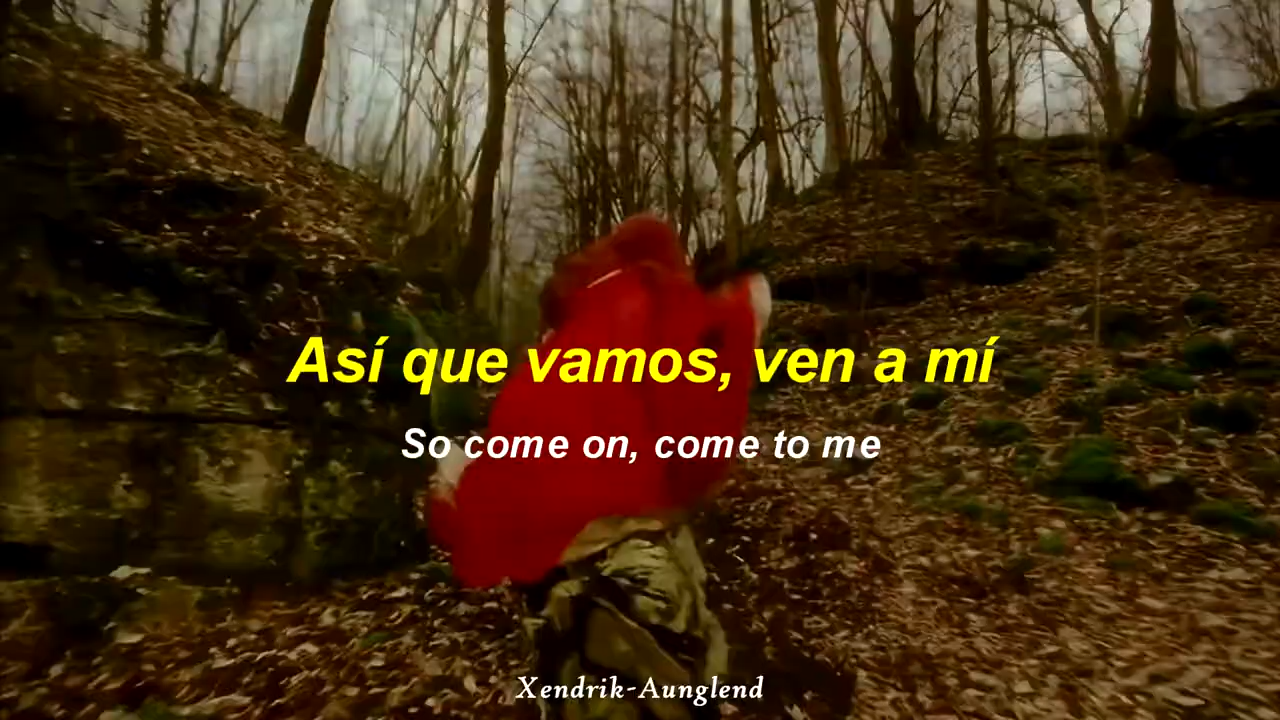 Así que vamos, ven a mí
So come on, come to me
Xendrik-Aunglend